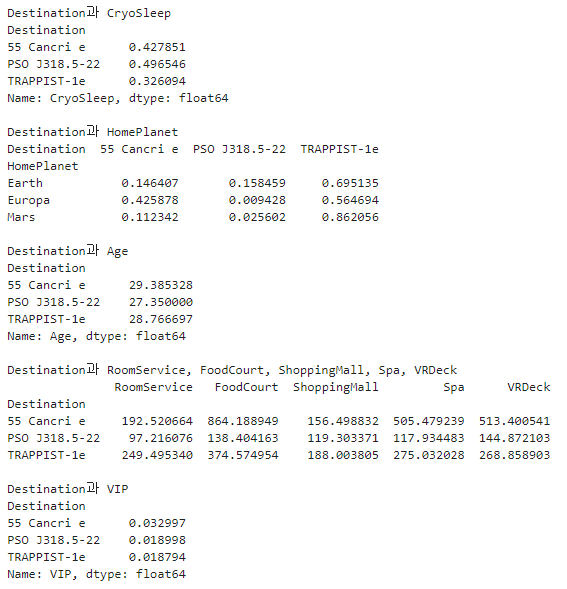 Destination과 CryoSleep
Destination
55 Cancri e      0.427851
PSO J318.5-22    0.496546
TRAPPIST-1e      0.326094
Name: CryoSleep, dtype: float64

Destination과 HomePlanet
Destination  55 Cancri e  PSO J318.5-22  TRAPPIST-1e
HomePlanet
Earth           0.146407       0.158459     0.695135
Europa          0.425878       0.009428     0.564694
Mars            0.112342       0.025602     0.862056

Destination과 Age
Destination
55 Cancri e      29.385328
PSO J318.5-22    27.350000
TRAPPIST-1e      28.766697
Name: Age, dtype: float64

Destination과 RoomService, FoodCourt, ShoppingMall, Spa, VRDeck
               RoomService   FoodCourt  ShoppingMall         Spa      VRDeck
Destination
55 Cancri e     192.520664  864.188949    156.498832  505.479239  513.400541
PSO J318.5-22    97.216076  138.404163    119.303371  117.934483  144.872103
TRAPPIST-1e     249.495340  374.574954    188.003805  275.032028  268.858903

Destination과 VIP
Destination
55 Cancri e      0.032997
PSO J318.5-22    0.018998
TRAPPIST-1e      0.018794
Name: VIP, dtype: float64